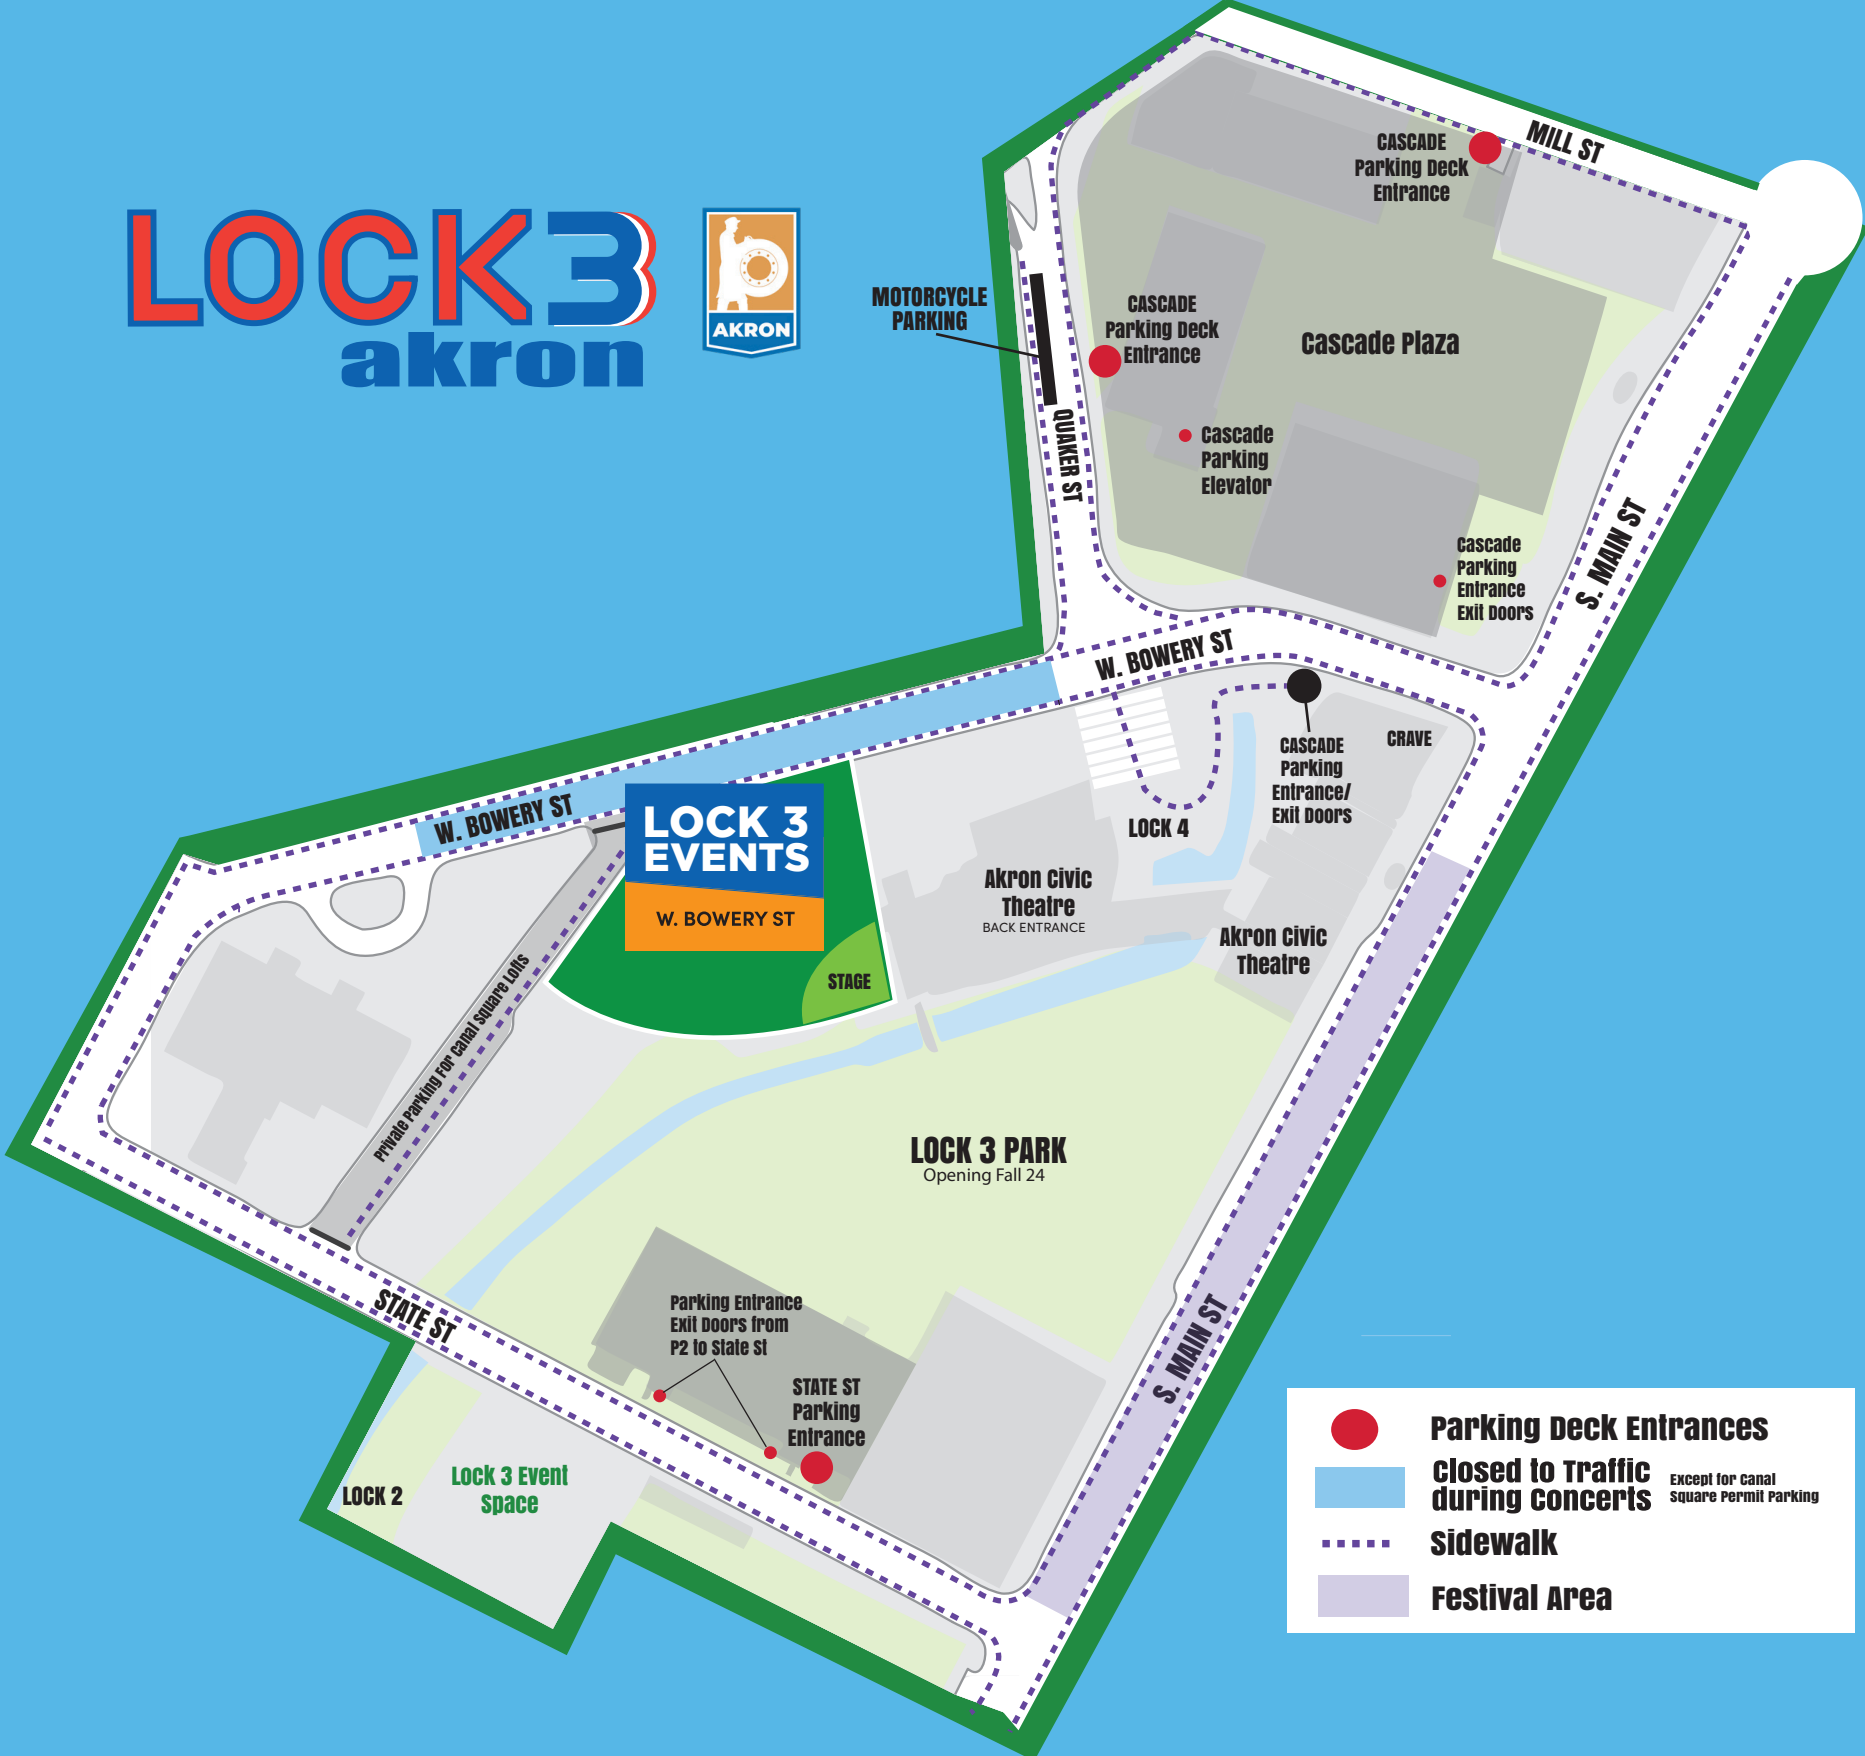 LOCK 3
akron
AKRON
MILL ST
CASCADE
Parking Deck
Entrance
MOTORCYCLE
PARKING
CASCADE
Parking Deck
Entrance
Cascade Plaza
QUAKER ST
Cascade
Parking
Elevator
S. MAIN ST
Cascade
Parking
Entrance
Exit Doors
W. BOWERY ST
CASCADE
Parking
Entrance/
Exit Doors
CRAVE
LOCK 4
W. BOWERY ST
LOCK 3
EVENTS
W. BOWERY ST
STAGE
Akron Civic
Theatre
BACK ENTRANCE
Akron Civic
Theatre
Private Parking For Canal Square Lofts
LOCK 3 PARK
Opening Fall 24
STATE ST
Parking Entrance
Exit Doors from
P2 to State St
STATE ST
Parking
Entrance
S. MAIN ST
LOCK 2
Lock 3 Event
Space
Parking Deck Entrances
Closed to Traffic
during Concerts
Except for Canal
Square Permit Parking
Sidewalk
Festival Area